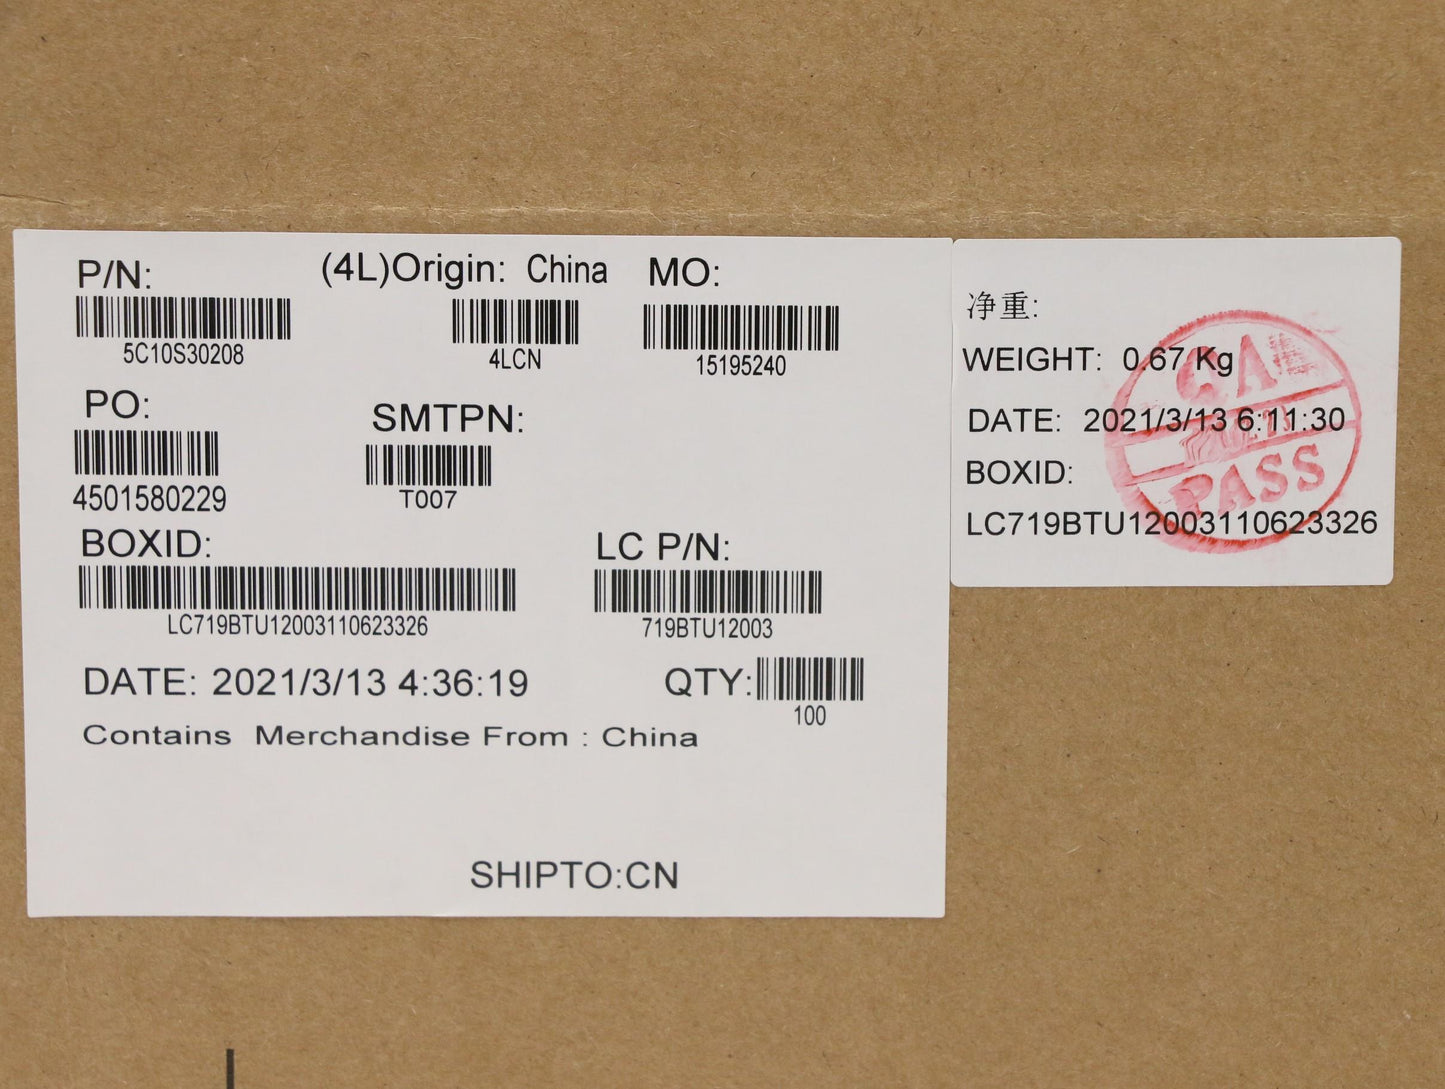 P/N: (4L)Origin: China MO:
5C10S30208 4LCN 15195240
PO: SMTPN:
4501580229 T007
BOXID: LC P/N:
LC719BTU12003110623326 719BTU12003
DATE: 2021/3/13 4:36:19 QTY:
100
Contains Merchandise From : China
SHIPTO:CN
净重:
WEIGHT: 0.67 Kg
DATE: 2021/3/13 6:11:30
BOXID:
LC719BTU12003110623326
PASS